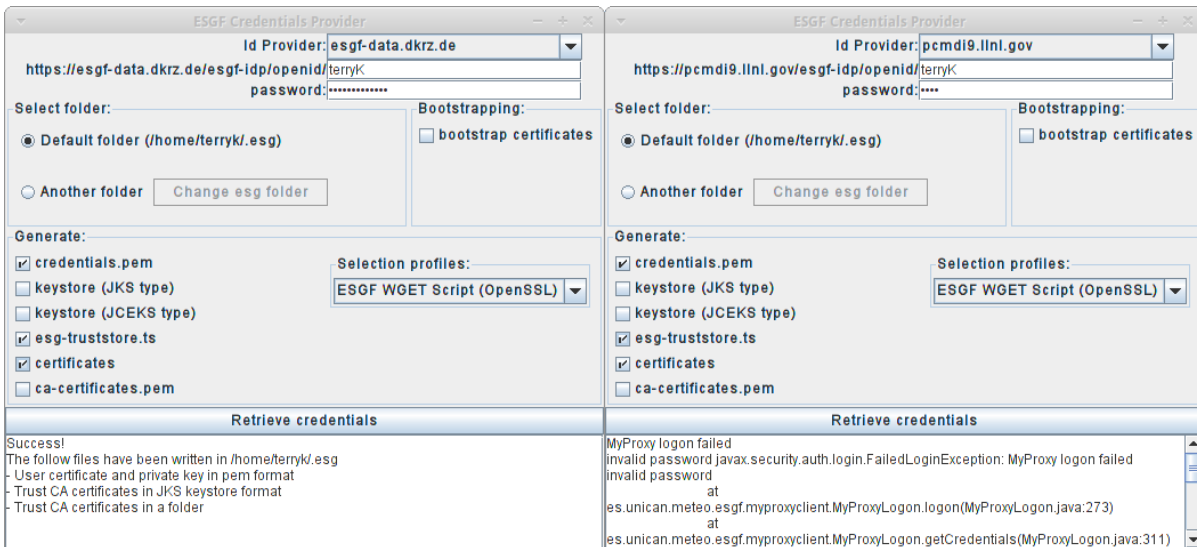 ESGF Credentials Provider
Id Provider: esgf-data.dkrz.de
https://esgf-data.dkrz.de/esgf-idp/openid/ terryK
password: •••••••••••••
Select folder:
Bootstrapping:
Default folder (/home/terryk/.esg)
bootstrap certificates
Another folder
Change esg folder
Generate:
credentials.pem
Selection profiles:
keystore (JKS type)
ESGF WGET Script (OpenSSL)
keystore (JCEKS type)
esg-truststore.ts
certificates
ca-certificates.pem
Retrieve credentials
Success!
The follow files have been written in /home/terryk/.esg
- User certificate and private key in pem format
- Trust CA certificates in JKS keystore format
- Trust CA certificates in a folder
ESGF Credentials Provider
Id Provider: pcmdi9.llnl.gov
https://pcmdi9.llnl.gov/esgf-idp/openid/ terryK
password: ••••
Select folder:
Bootstrapping:
Default folder (/home/terryk/.esg)
bootstrap certificates
Another folder
Change esg folder
Generate:
credentials.pem
Selection profiles:
keystore (JKS type)
ESGF WGET Script (OpenSSL)
keystore (JCEKS type)
esg-truststore.ts
certificates
ca-certificates.pem
Retrieve credentials
MyProxy logon failed
invalid password javax.security.auth.login.FailedLoginException: MyProxy logon failed
invalid password
at
es.unican.meteo.esgf.myproxyclient.MyProxyLogon.logon(MyProxyLogon.java:273)
at
es.unican.meteo.esgf.myproxyclient.MyProxyLogon.getCredentials(MyProxyLogon.java:311)